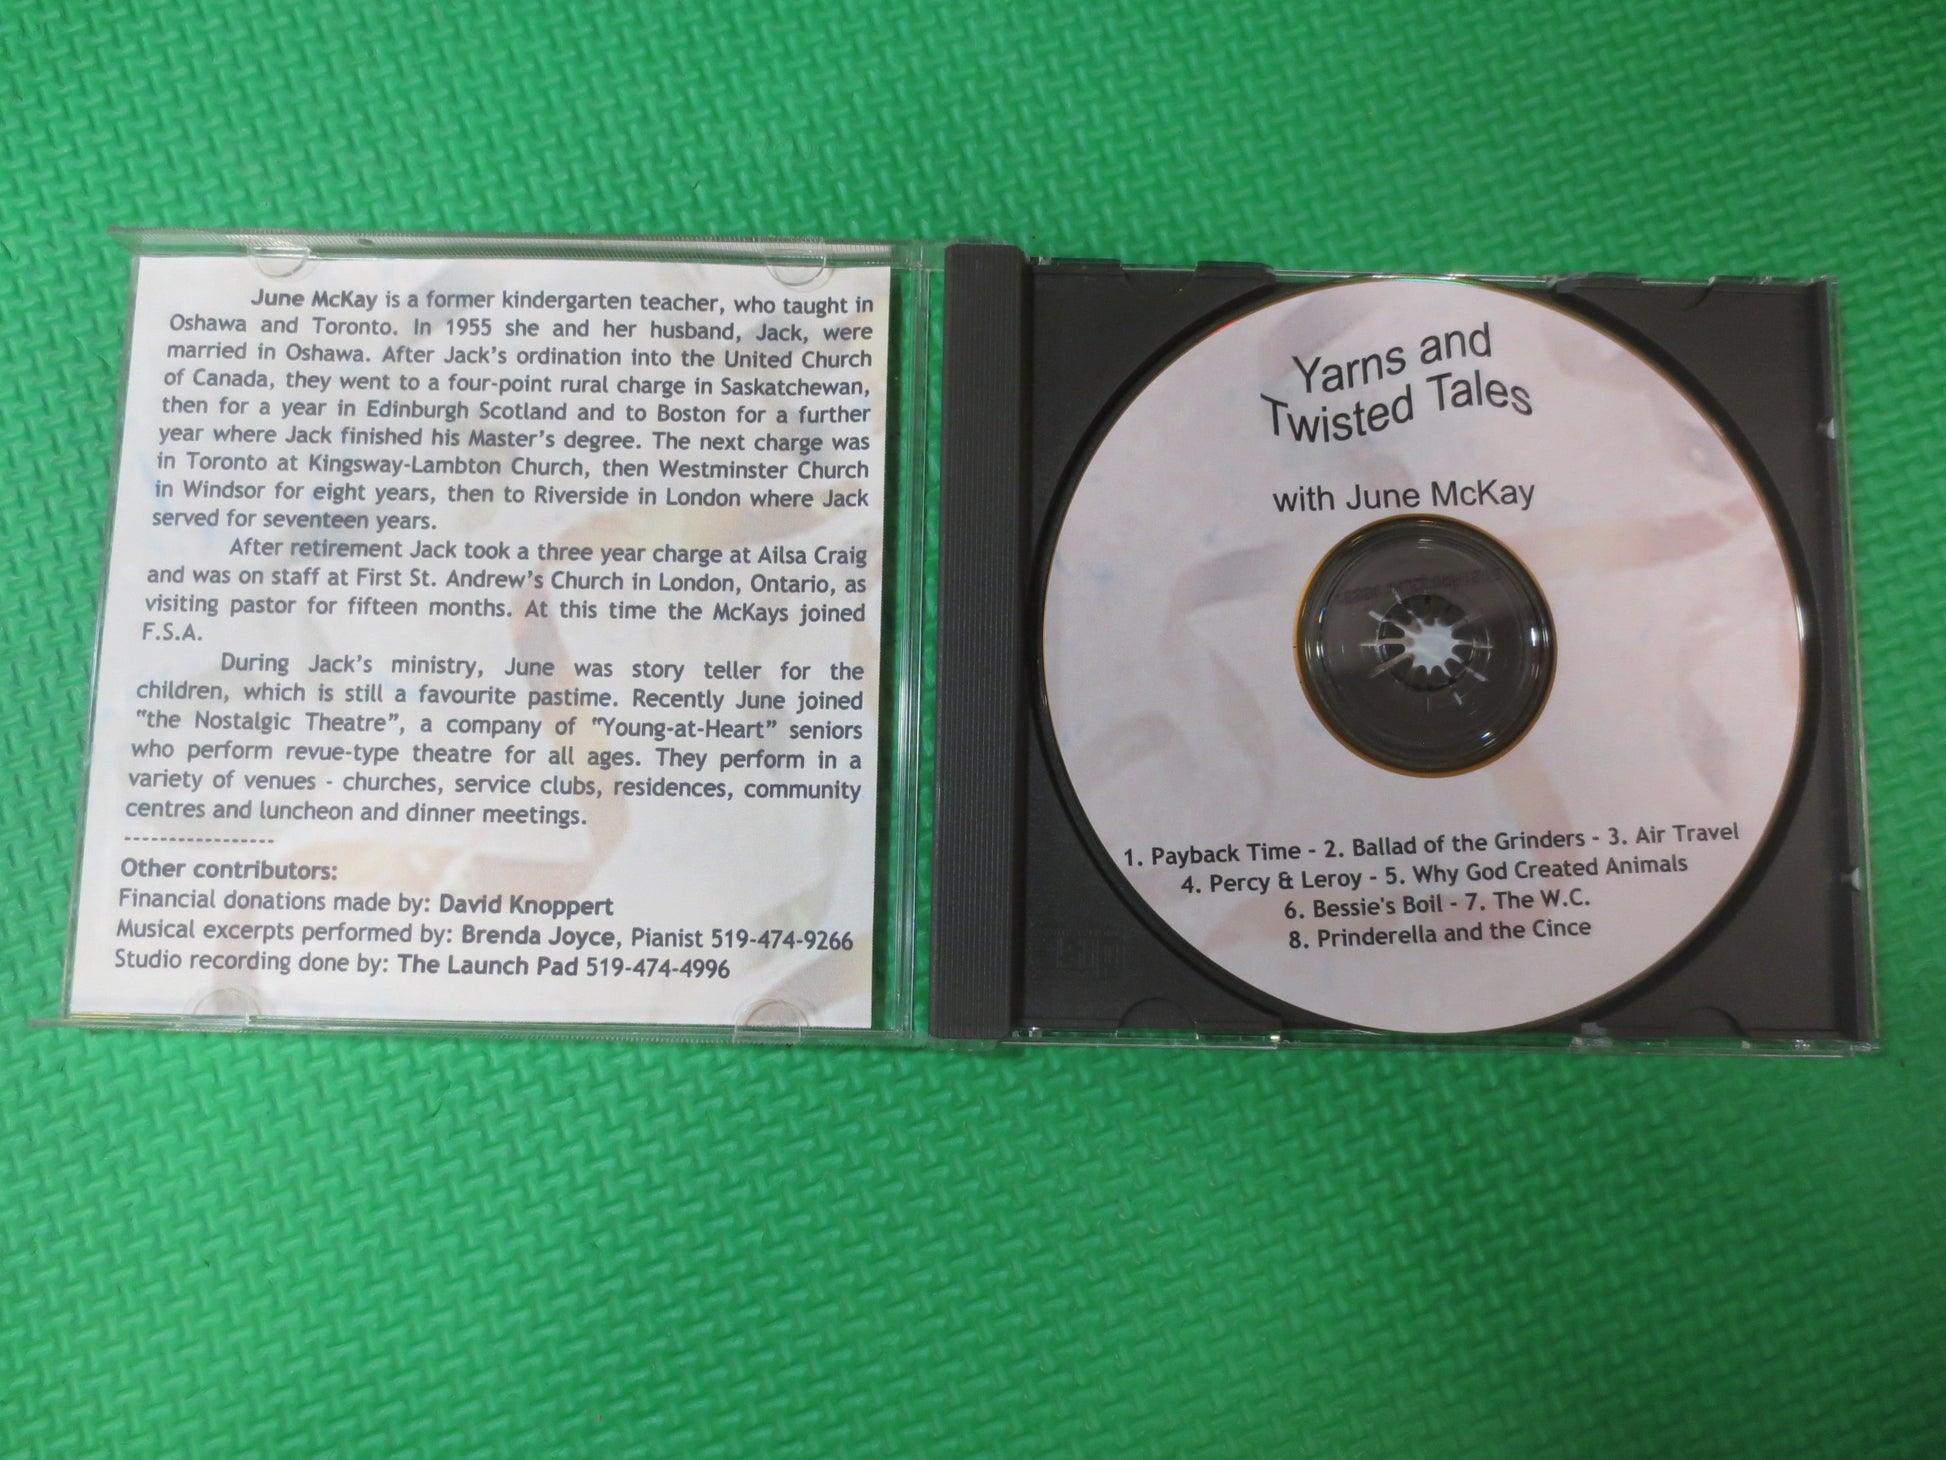 June McKay is a former kindergarten teacher, who taught in
Oshawa and Toronto. In 1955 she and her husband, Jack, were
married in Oshawa. After Jack's ordination into the United Church
of Canada, they went to a four-point rural charge in Saskatchewan,
then for a year in Edinburgh Scotland and to Boston for a further
year where Jack finished his Master's degree. The next charge was
in Toronto at Kingsway-Lambton Church, then Westminster Church
in Windsor for eight years, then to Riverside in London where Jack
served for seventeen years.
After retirement Jack took a three year charge at Ailsa Craig
and was on staff at First St. Andrew's Church in London, Ontario, as
visiting pastor for fifteen months. At this time the McKays joined
F.S.A.
During Jack's ministry, June was story teller for the
children, which is still a favourite pastime. Recently June joined
"the Nostalgic Theatre", a company of "Young-at-Heart" seniors
who perform revue-type theatre for all ages. They perform in a
variety of venues - churches, service clubs, residences, community
centres and luncheon and dinner meetings.
-----------------
Other contributors:
Financial donations made by: David Knoppert
Musical excerpts performed by: Brenda Joyce, Pianist 519-474-9266
Studio recording done by: The Launch Pad 519-474-4996
Yarns and
Twisted Tales
with June McKay
1. Payback Time - 2. Ballad of the Grinders - 3. Air Travel
4. Percy & Leroy - 5. Why God Created Animals
6. Bessie's Boil - 7. The W.C.
8. Prinderella and the Cince